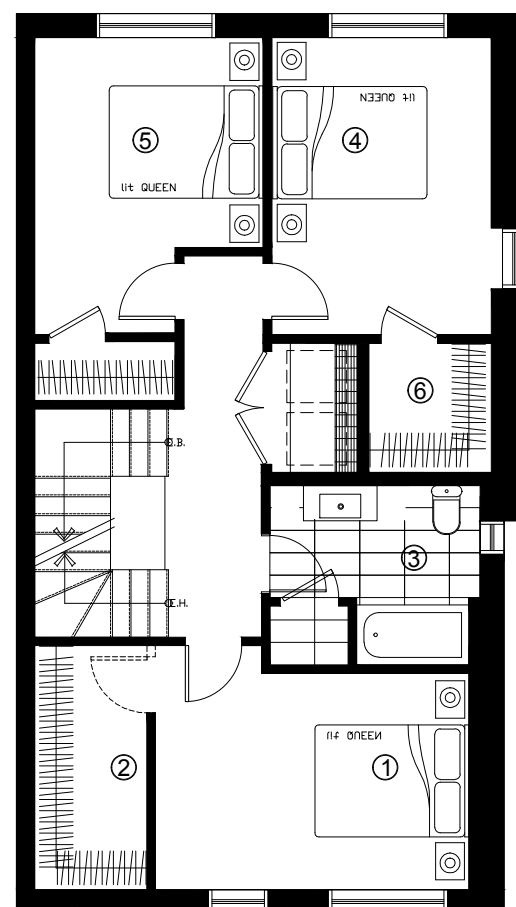 ⑤
lit QUEEN
lit QUEEN
④
⑥
E.B.
③
E.H.
lit QUEEN
①
②